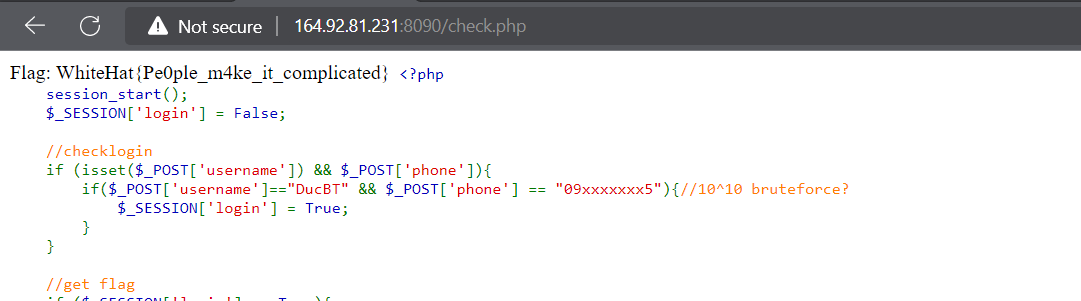 Not secure | 164.92.81.231:8090/check.php
Flag: WhiteHat{Pe0ple_m4ke_it_complicated} <?php
session_start();
$_SESSION['login'] = False;
//checklogin
if (isset($_POST['username']) && $_POST['phone']){
if($_POST['username']=="DucBT" && $_POST['phone'] == "09xxxxxxx5"){//10^10 bruteforce?
$_SESSION['login'] = True;
}
}
//get flag